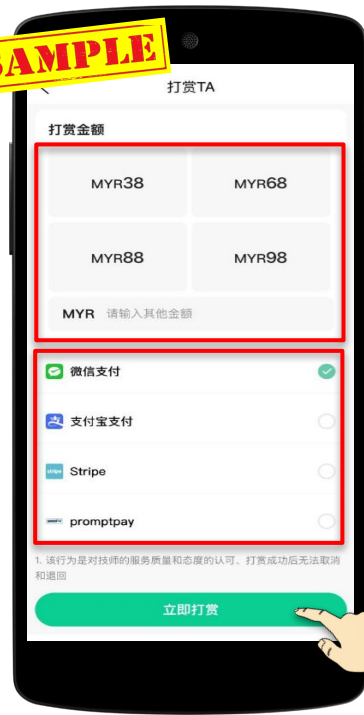 SAMPLE
打赏TA
打赏金额
MYR38
MYR68
MYR88
MYR98
MYR 请输入其他金额
微信支付
支付宝支付
stripe Stripe
promptpay
1. 该行为是对技师的服务质量和态度的认可、打赏成功后无法取消
和退回
立即打赏